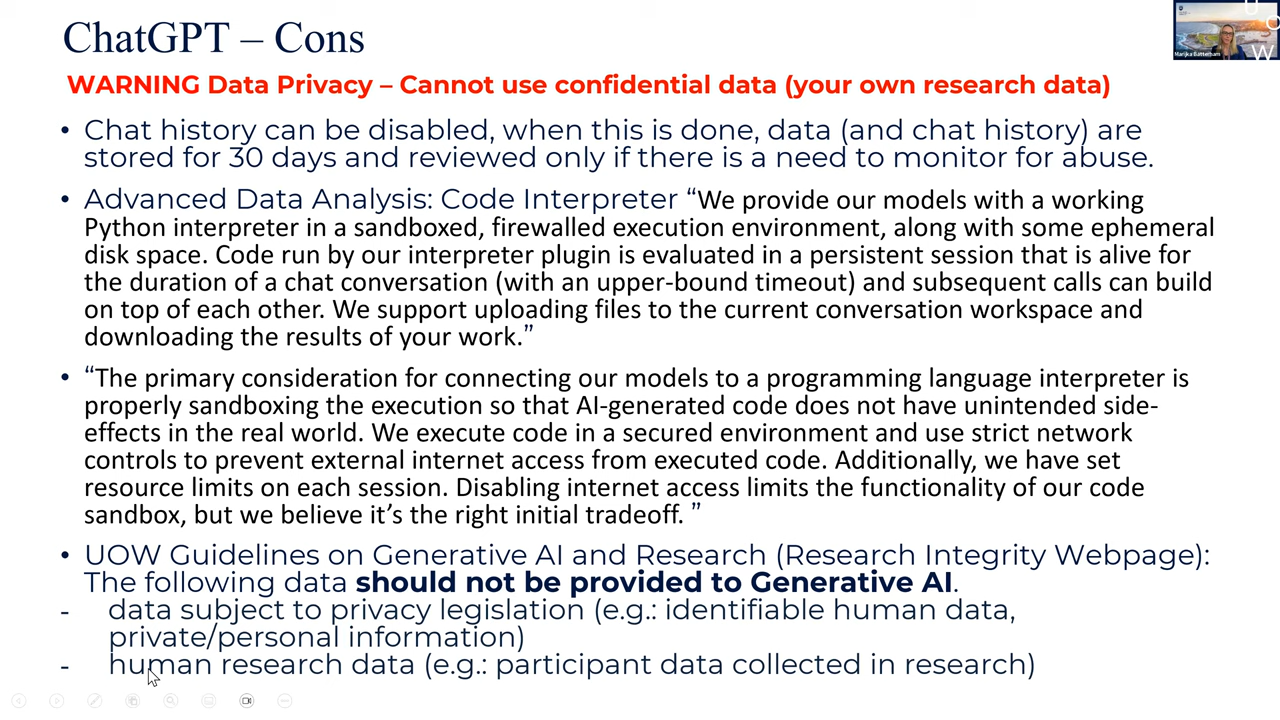 ChatGPT – Cons
WARNING Data Privacy – Cannot use confidential data (your own research data)
• Chat history can be disabled, when this is done, data (and chat history) are
stored for 30 days and reviewed only if there is a need to monitor for abuse.
• Advanced Data Analysis: Code Interpreter “We provide our models with a working
Python interpreter in a sandboxed, firewalled execution environment, along with some ephemeral
disk space. Code run by our interpreter plugin is evaluated in a persistent session that is alive for
the duration of a chat conversation (with an upper-bound timeout) and subsequent calls can build
on top of each other. We support uploading files to the current conversation workspace and
downloading the results of your work.”
• “The primary consideration for connecting our models to a programming language interpreter is
properly sandboxing the execution so that AI-generated code does not have unintended side-
effects in the real world. We execute code in a secured environment and use strict network
controls to prevent external internet access from executed code. Additionally, we have set
resource limits on each session. Disabling internet access limits the functionality of our code
sandbox, but we believe it’s the right initial tradeoff. ”
• UOW Guidelines on Generative AI and Research (Research Integrity Webpage):
The following data should not be provided to Generative AI.
- data subject to privacy legislation (e.g.: identifiable human data,
private/personal information)
- human research data (e.g.: participant data collected in research)
Marijka Batterham
U
O
W